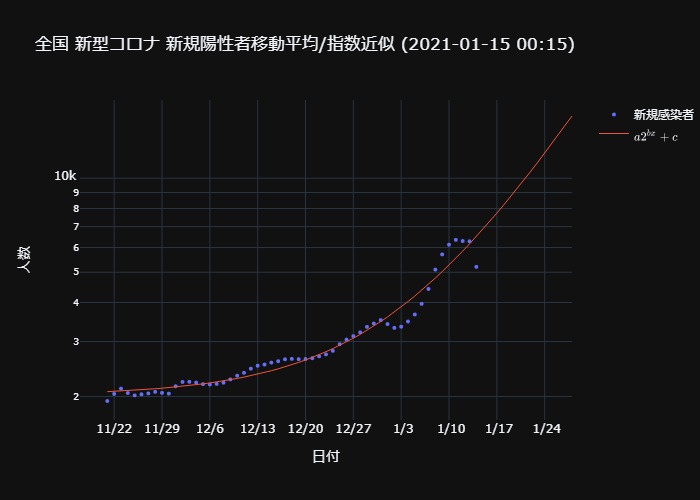 全国 新型コロナ 新規陽性者移動平均/指数近似 (2021-01-15 00:15)
新規感染者
a2^{bx} + c
10k
9
8
7
6
5
4
3
2
人数
11/22 11/29 12/6 12/13 12/20 12/27 1/3 1/10 1/17 1/24
日付